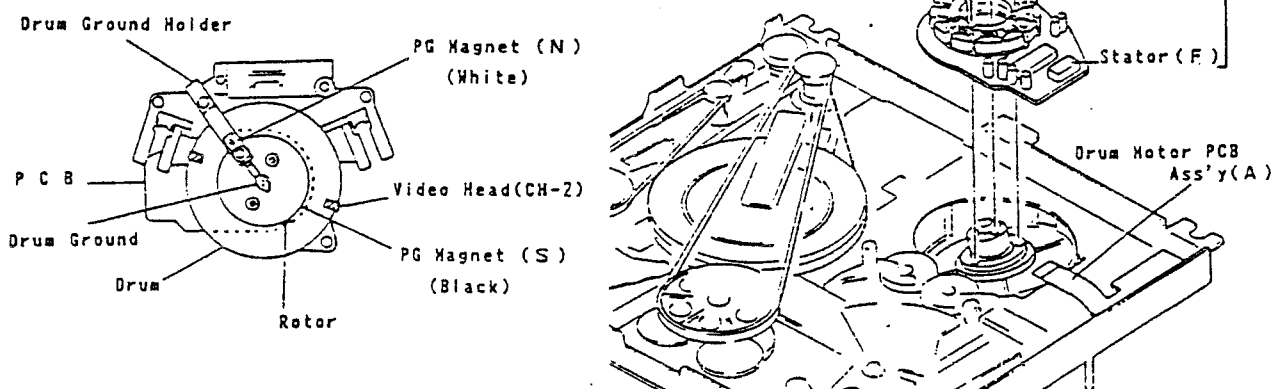 Drum Ground Holder
PG Magnet (N)
(White)
PCB
Video Head(CH-2)
Drum Ground
PG Magnet (S)
(Black)
Drum
Rotor
Stator(F)
Drum Motor PCB
Ass'y(A)